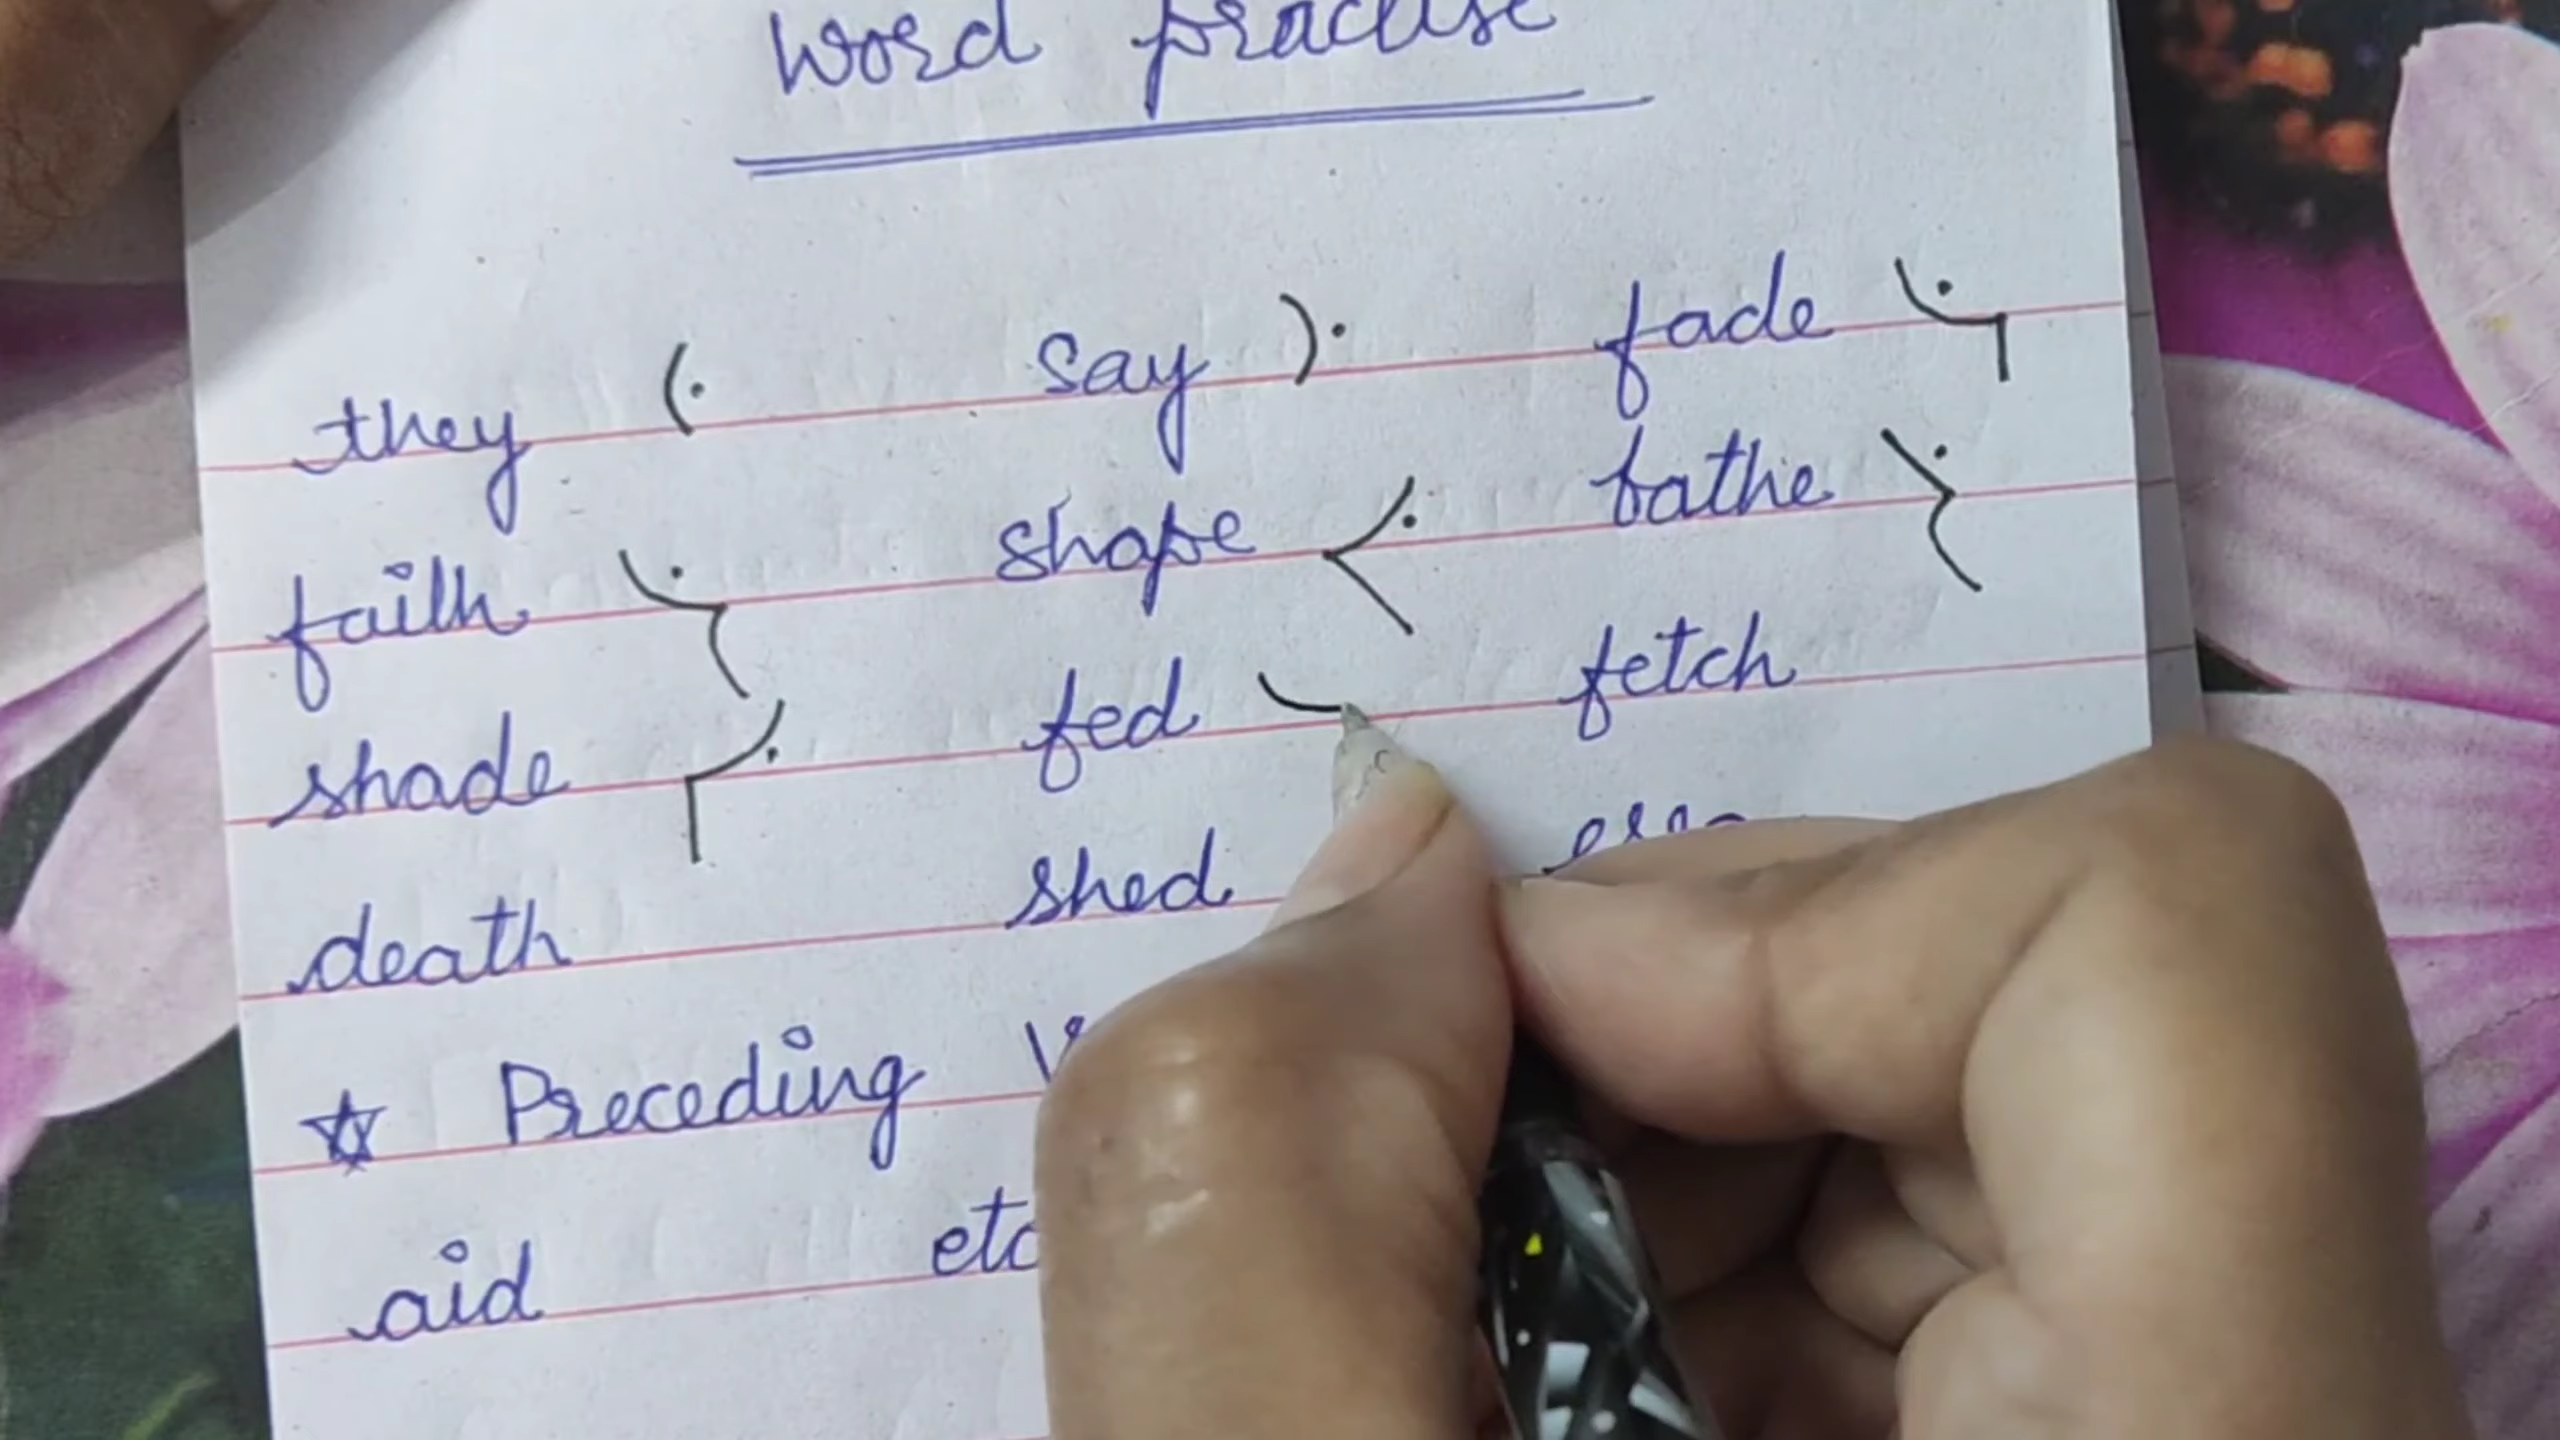 Word practise
they say fade
faith shape bathe
shade fed fetch
death shed
☆ Preceding
aid etc